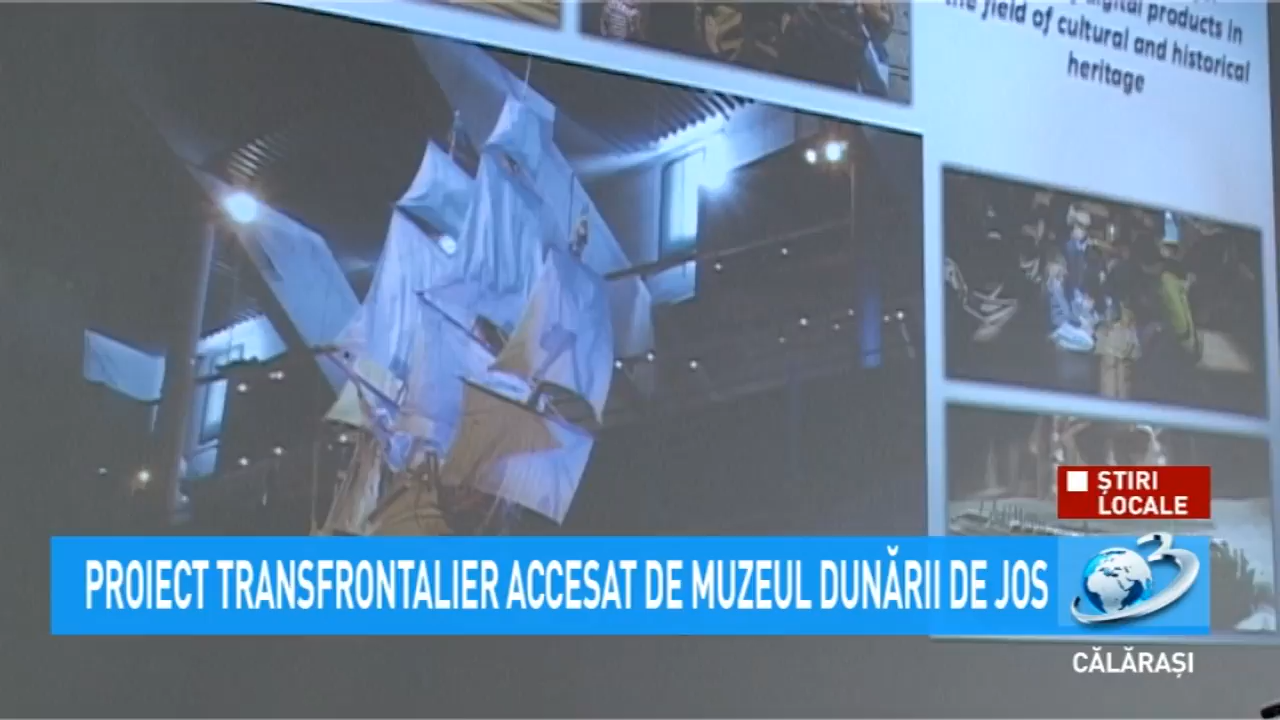 digital products in
the field of cultural and historical
heritage
ȘTIRI
LOCALE
PROIECT TRANSFRONTALIER ACCESAT DE MUZEUL DUNĂRII DE JOS
3
CĂLĂRAȘI